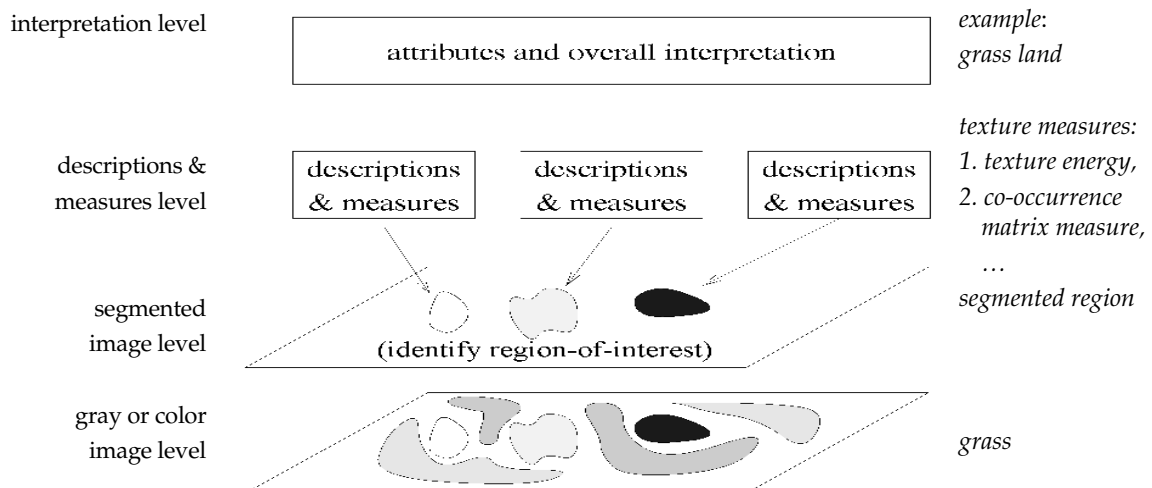 interpretation level
attributes and overall interpretation
example:
grass land
descriptions &
measures level
descriptions
& measures
descriptions
& measures
descriptions
& measures
texture measures:
1. texture energy,
2. co-occurrence
matrix measure,
…
segmented
image level
(identify region-of-interest)
segmented region
gray or color
image level
grass